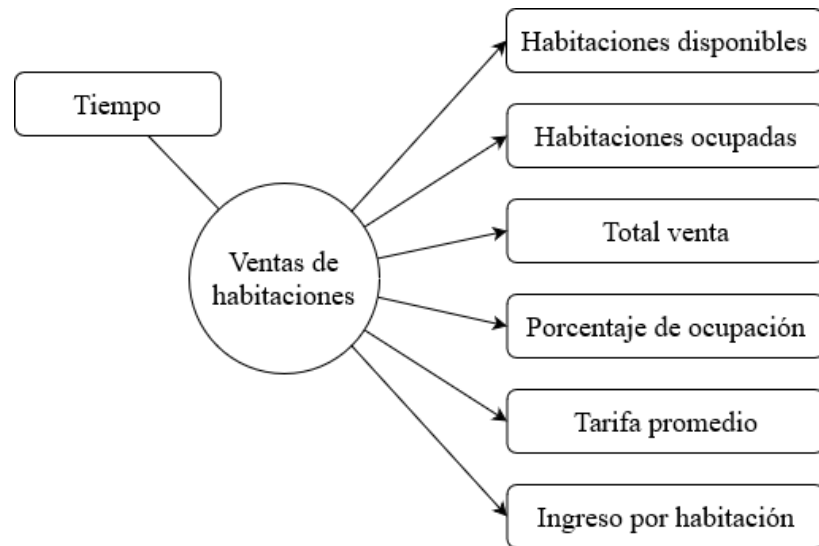 Tiempo
Ventas de
habitaciones
Habitaciones disponibles
Habitaciones ocupadas
Total venta
Porcentaje de ocupación
Tarifa promedio
Ingreso por habitación